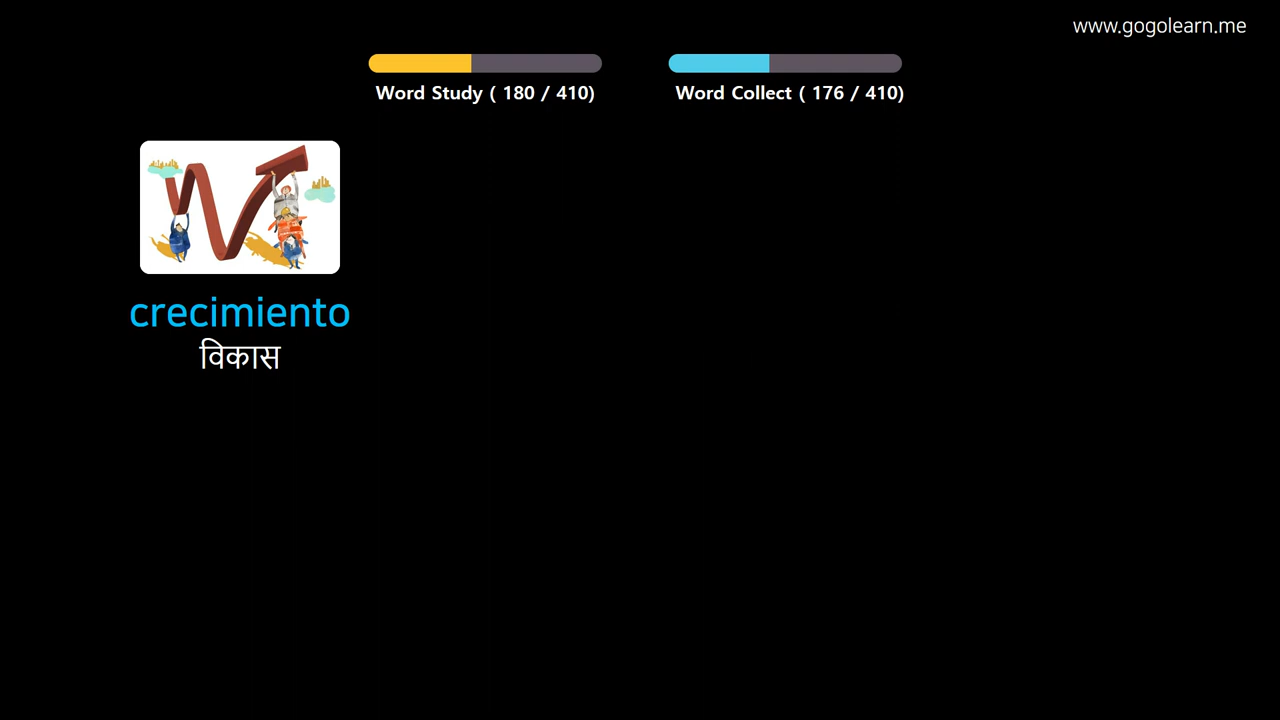 www.gogolearn.me
Word Study ( 180 / 410)
Word Collect ( 176 / 410)
crecimiento
विकास